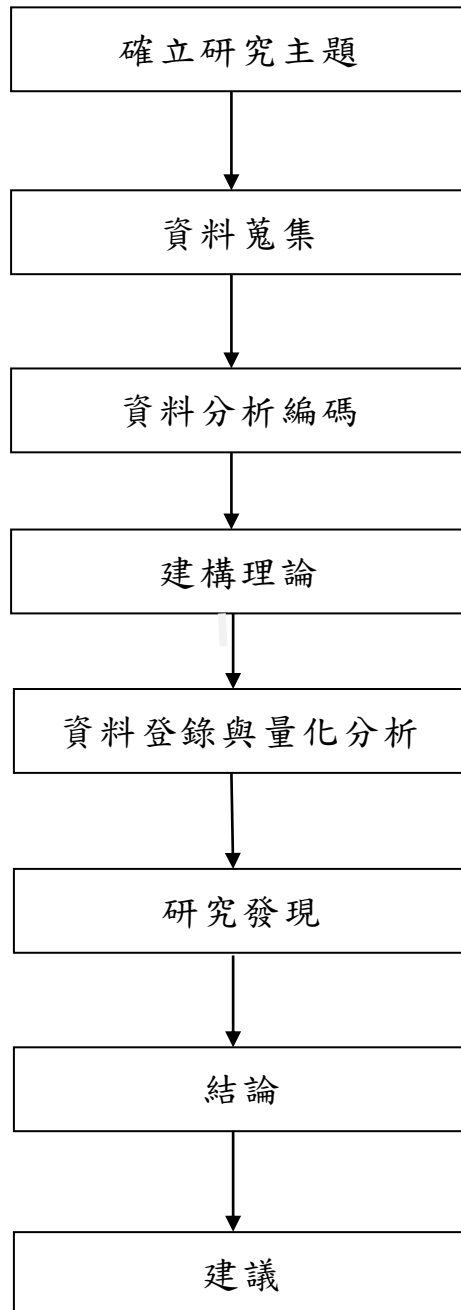 確立研究主題
資料蒐集
資料分析編碼
建構理論
資料登錄與量化分析
研究發現
結論
建議